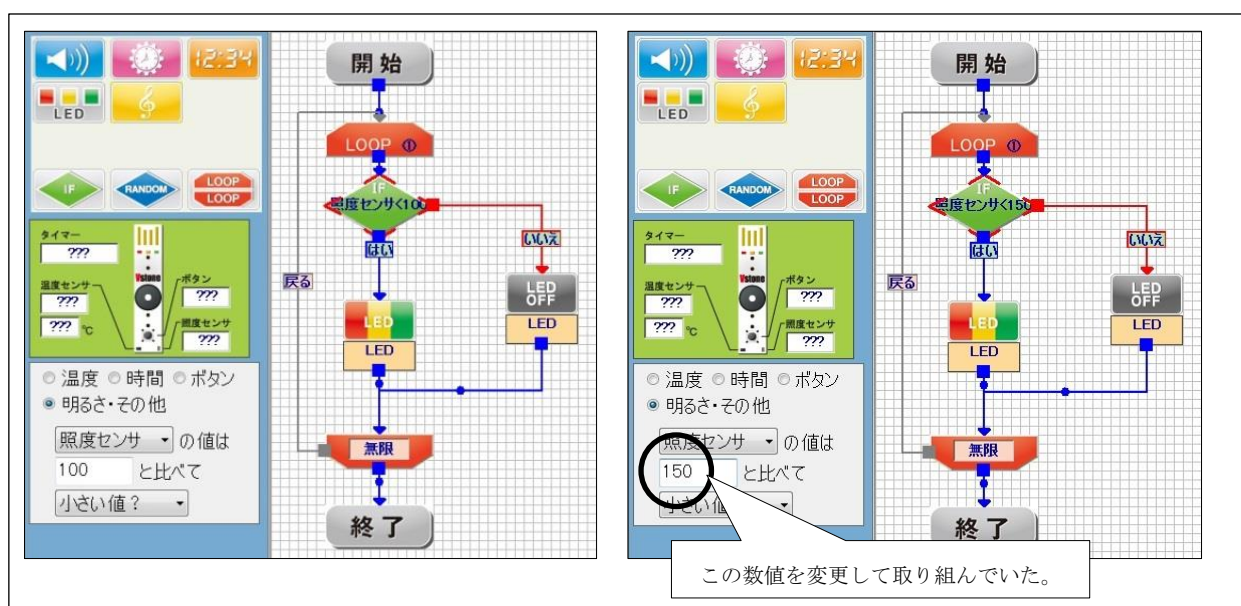 12:34
LED
IF
RANDOM
LOOP
LOOP
タイマー
???
温度センサ
???
???
℃
Vstone
ボタン
???
照度センサ
???
温度 時間 ボタン
明るさ・その他
照度センサ の値は
100 と比べて
小さい値？
開始
LOOP ①
IF
照度センサ<100
はい
いいえ
戻る
LED
OFF
LED
LED
LED
無限
終了
12:34
LED
IF
RANDOM
LOOP
LOOP
タイマー
???
温度センサ
???
???
℃
Vstone
ボタン
???
照度センサ
???
温度 時間 ボタン
明るさ・その他
照度センサ の値は
150 と比べて
小さい値
開始
LOOP ①
IF
照度センサ<150
はい
いいえ
戻る
LED
OFF
LED
LED
LED
無限
終了
この数値を変更して取り組んでいた。